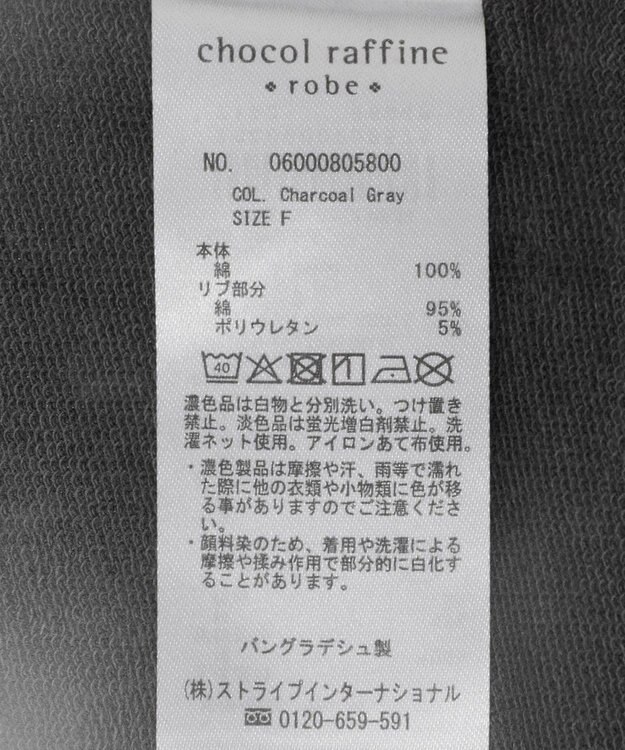 chocol raffine
robe
NO. 06000805800
COL. Charcoal Gray
SIZE F
本体
綿 100%
リブ部分
綿 95%
ポリウレタン 5%
40
濃色品は白物と分別洗い。つけ置き
禁止。淡色品は蛍光増白剤禁止。洗
濯ネット使用。アイロンあて布使用。
・濃色製品は摩擦や汗、雨等で濡れ
た際に他の衣類や小物類に色が移
る事がありますのでご注意くださ
い。
・顔料染のため、着用や洗濯による
摩擦や揉み作用で部分的に白化す
ることがあります。
バングラデシュ製
(株)ストライプインターナショナル
0120-659-591